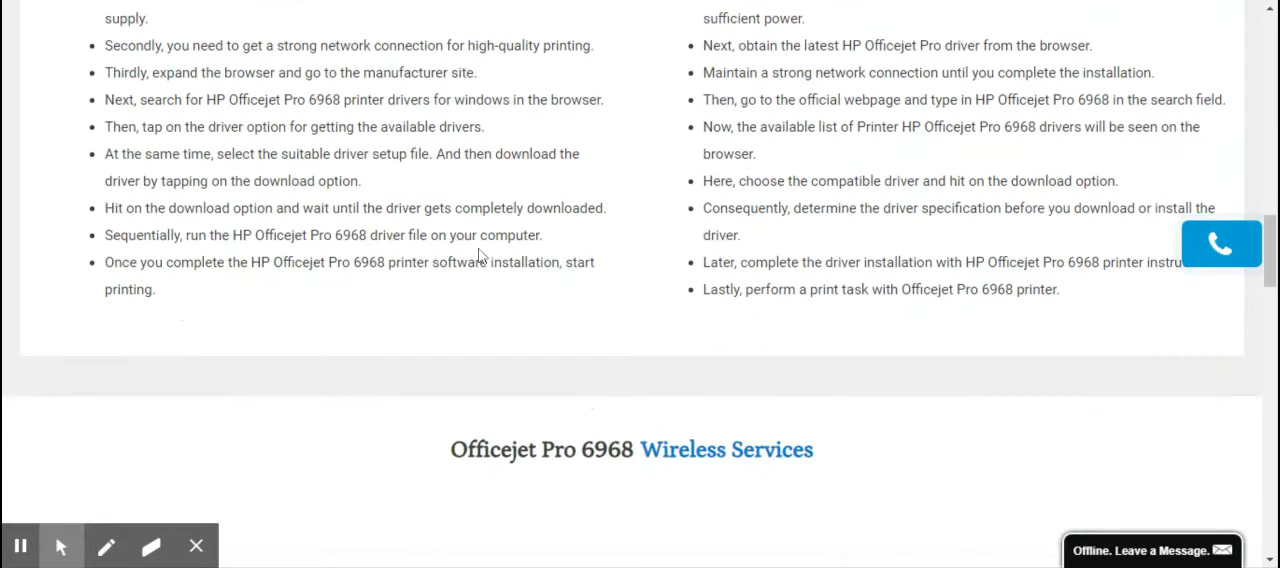 supply.
Secondly, you need to get a strong network connection for high-quality printing.
Thirdly, expand the browser and go to the manufacturer site.
Next, search for HP Officejet Pro 6968 printer drivers for windows in the browser.
Then, tap on the driver option for getting the available drivers.
At the same time, select the suitable driver setup file. And then download the
driver by tapping on the download option.
Hit on the download option and wait until the driver gets completely downloaded.
Sequentially, run the HP Officejet Pro 6968 driver file on your computer.
Once you complete the HP Officejet Pro 6968 printer software installation, start
printing.
sufficient power.
Next, obtain the latest HP Officejet Pro driver from the browser.
Maintain a strong network connection until you complete the installation.
Then, go to the official webpage and type in HP Officejet Pro 6968 in the search field.
Now, the available list of Printer HP Officejet Pro 6968 drivers will be seen on the
browser.
Here, choose the compatible driver and hit on the download option.
Consequently, determine the driver specification before you download or install the
driver.
Later, complete the driver installation with HP Officejet Pro 6968 printer
Lastly, perform a print task with Officejet Pro 6968 printer.
Officejet Pro 6968 Wireless Services
Offline. Leave a Message.